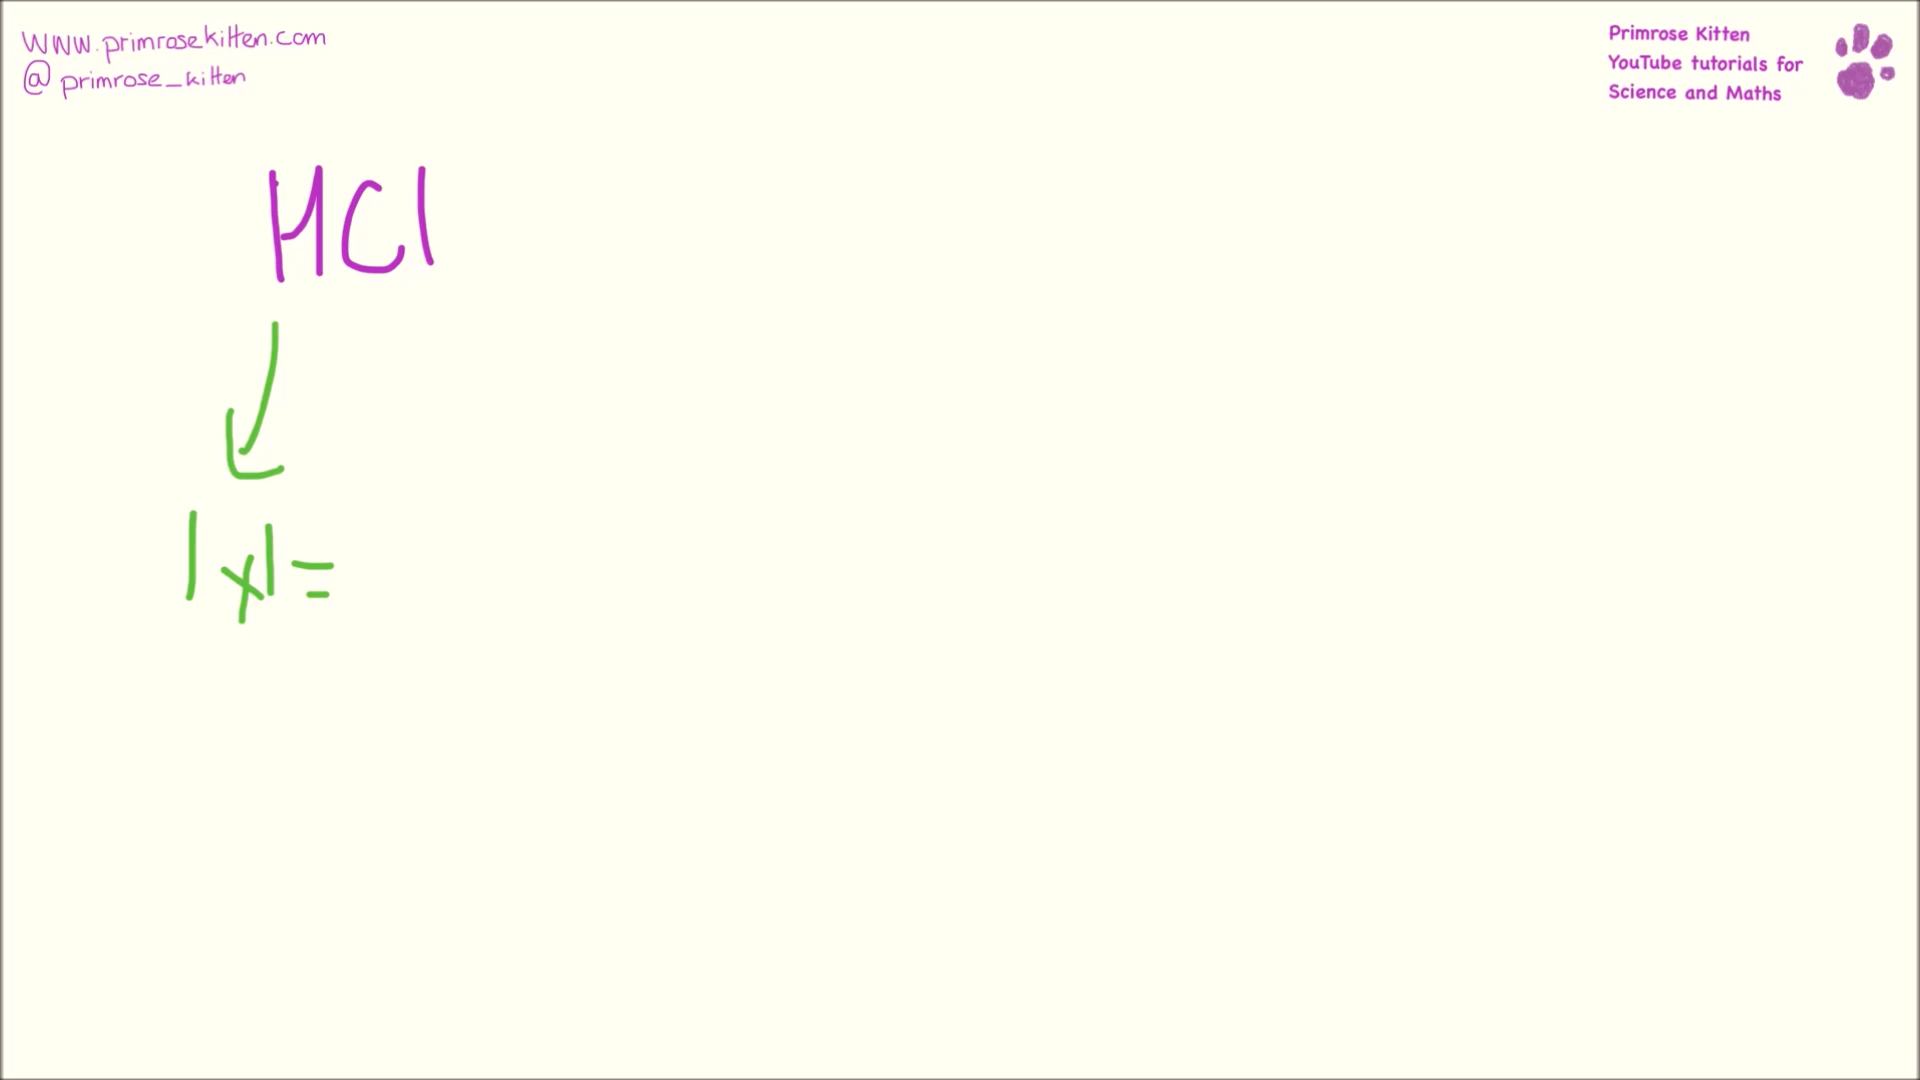 www.primrosekitten.com
@primrose_kitten
Primrose Kitten
YouTube tutorials for
Science and Maths
HCl
1x1=